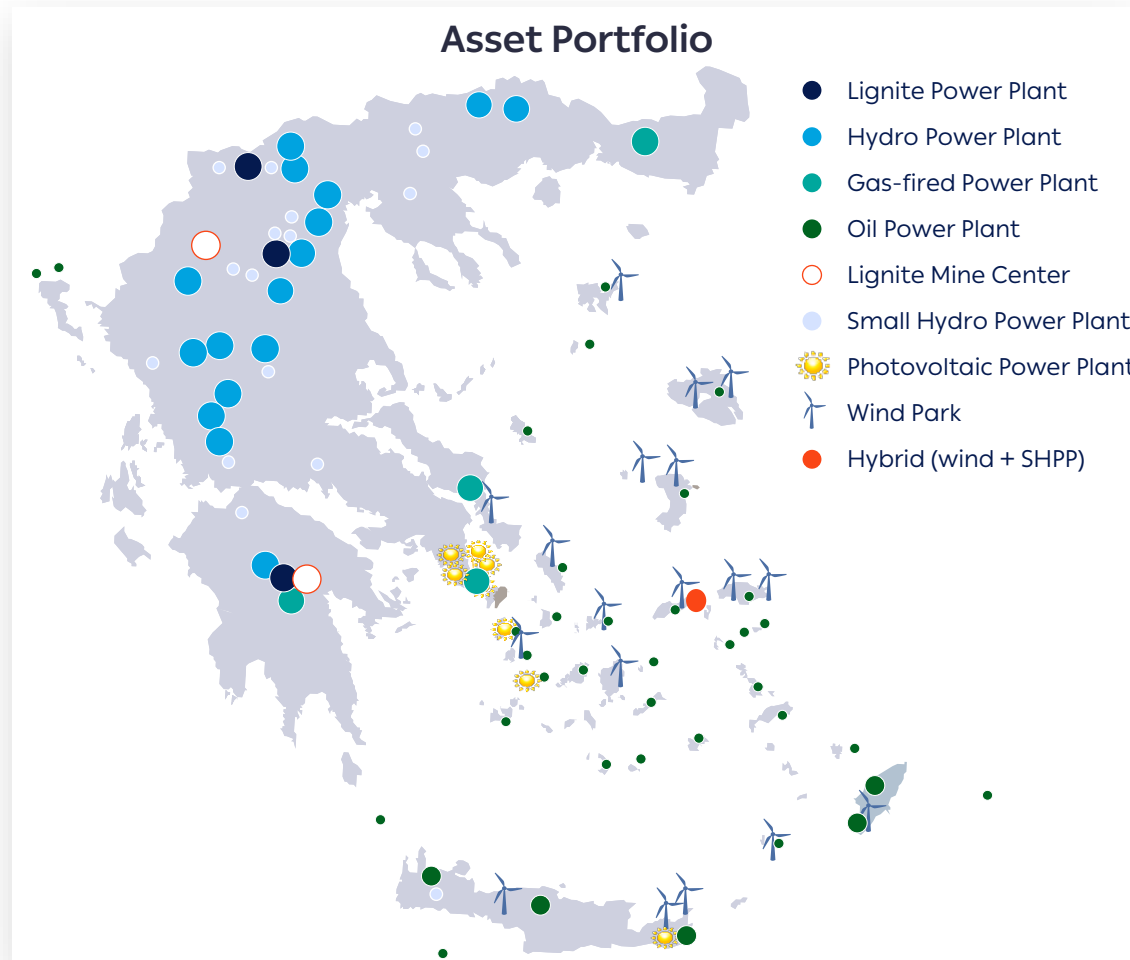 Asset Portfolio
Lignite Power Plant
Hydro Power Plant
Gas-fired Power Plant
Oil Power Plant
Lignite Mine Center
Small Hydro Power Plant
Photovoltaic Power Plant
Wind Park
Hybrid (wind + SHPP)